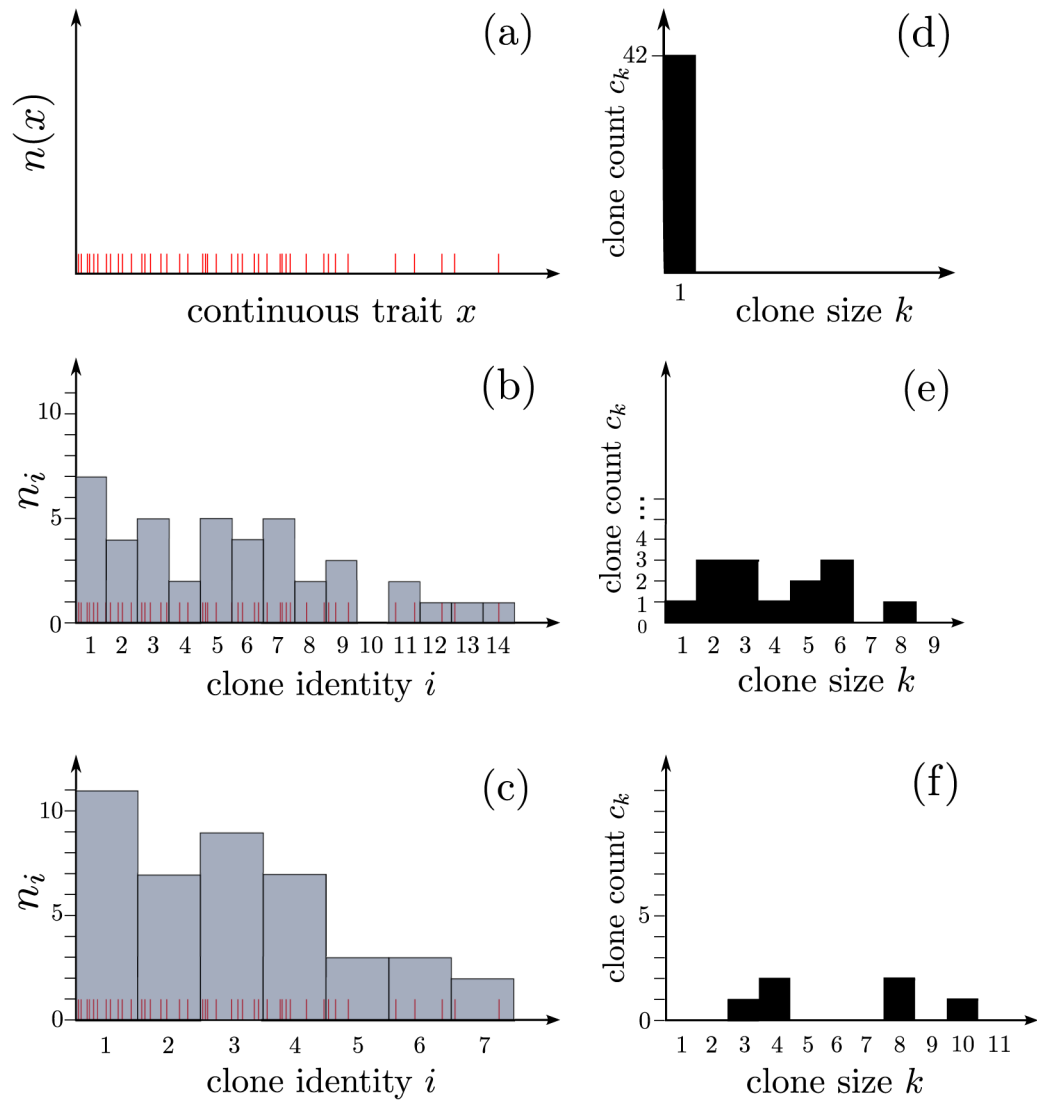 (a)
n(x)
continuous trait x
(d)
clone count c_k
42
1
clone size k
(b)
n_i
10
5
0
1 2 3 4 5 6 7 8 9 10 11 12 13 14
clone identity i
(e)
clone count c_k
...
4
3
2
1
0
1 2 3 4 5 6 7 8 9
clone size k
(c)
n_i
10
5
0
1 2 3 4 5 6 7
clone identity i
(f)
clone count c_k
5
0
1 2 3 4 5 6 7 8 9 10 11
clone size k